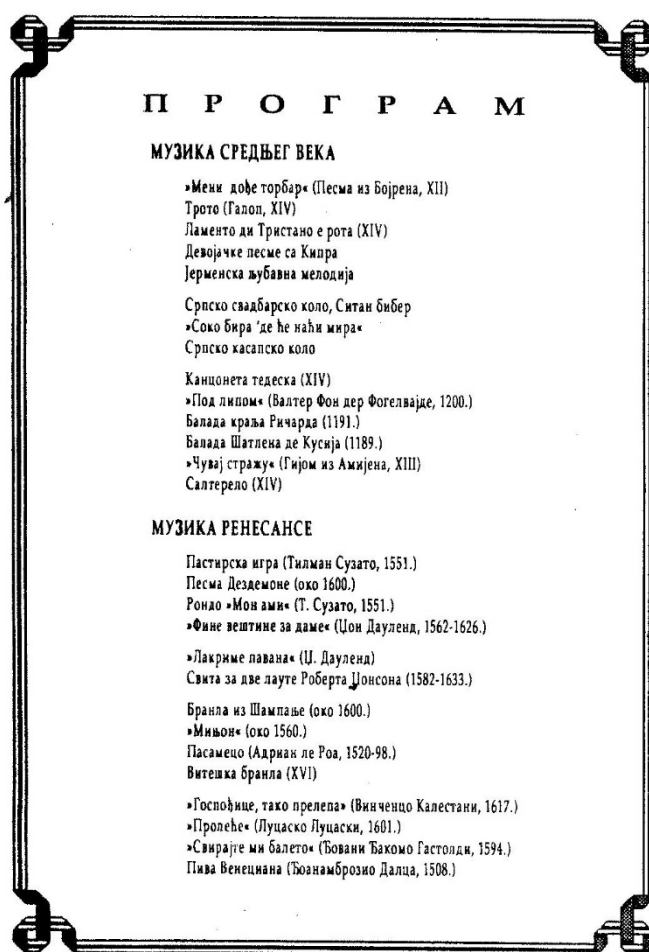 П Р О Г Р А М
МУЗИКА СРЕДЊЕГ ВЕКА
»Мени дође торбар« (Песма из Бојрена, XII)
Трото (Галоп, XIV)
Ламенто ди Тристано е рота (XIV)
Девојачке песме са Кипра
Јерменска љубавна мелодија
Српско свадбарско коло, Ситан бибер
»Соко бира 'де ће наћи мира«
Српско касапско коло
Канцонета тедеска (XIV)
»Под липом« (Валтер Фон дер Фогелвајде, 1200.)
Балада краља Ричарда (1191.)
Балада Шатлена де Кусија (1189.)
»Чувај стражу« (Гијом из Амијена, XIII)
Салтерело (XIV)
МУЗИКА РЕНЕСАНСЕ
Пастирска игра (Тилман Сузато, 1551.)
Песма Дездемоне (око 1600.)
Рондо »Мон ами« (Т. Сузато, 1551.)
»Фине вештине за даме« (Џон Дауленд, 1562-1626.)
»Лакриме павана« (Џ. Дауленд)
Свита за две лауте Роберта Џонсона (1582-1633.)
Бранла из Шампање (око 1600.)
»Мињон« (око 1560.)
Пасамецо (Адриан ле Роа, 1520-98.)
Витешка бранла (XVI)
»Госпођице, тако прелепа» (Винченцо Калестани, 1617.)
»Пролеће« (Луцаско Луцаски, 1601.)
»Свирајте ми балето« (Ђовани Ђакомо Гастолди, 1594.)
Пива Венециана (Ђоанамброзио Далца, 1508.)